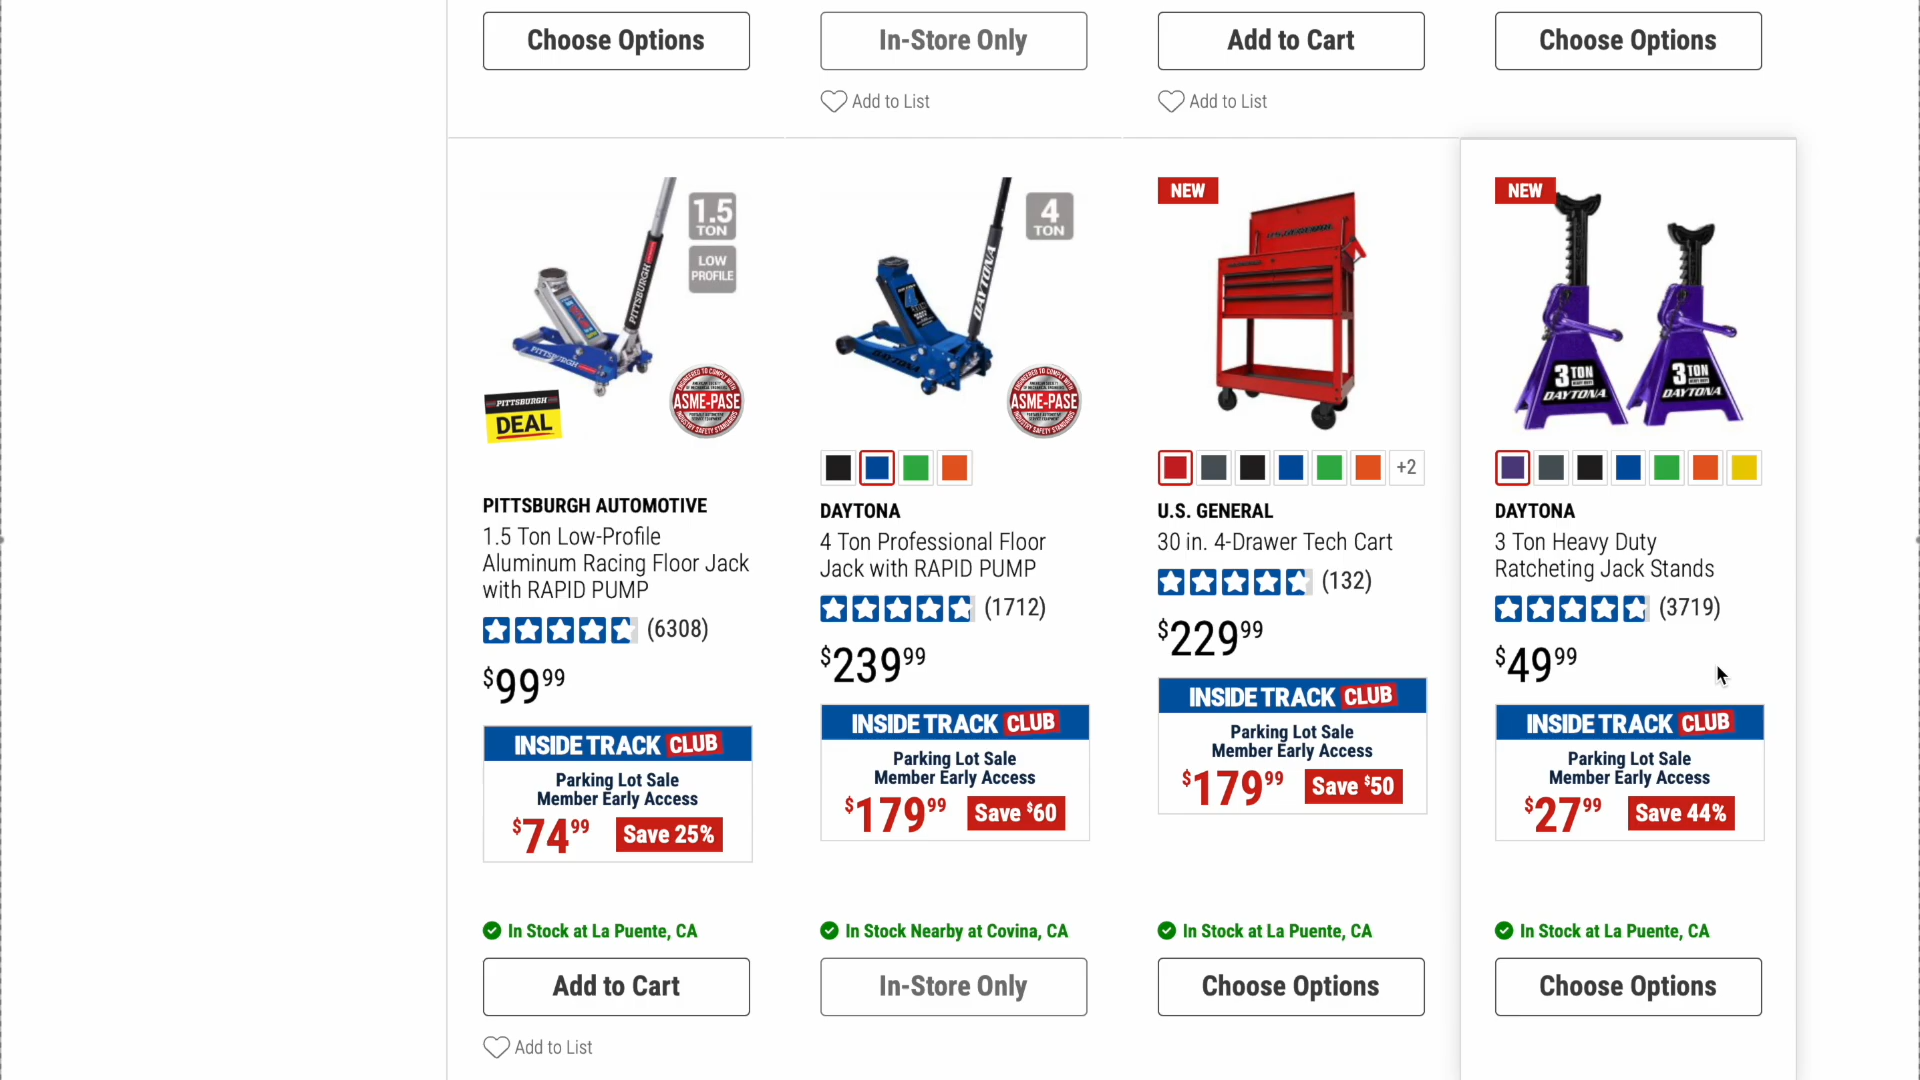 Choose Options
In-Store Only
Add to Cart
Choose Options
Add to List
Add to List
1.5
TON
LOW
PROFILE
PITTSBURGH
PITTSBURGH
PITTSBURGH
DEAL
ASME-PASE
PITTSBURGH AUTOMOTIVE
1.5 Ton Low-Profile
Aluminum Racing Floor Jack
with RAPID PUMP
(6308)
$99 99
INSIDE TRACK CLUB
Parking Lot Sale
Member Early Access
$74 99 Save 25%
In Stock at La Puente, CA
Add to Cart
Add to List
4
TON
DAYTONA
DAYTONA
ASME-PASE
DAYTONA
4 Ton Professional Floor
Jack with RAPID PUMP
(1712)
$239 99
INSIDE TRACK CLUB
Parking Lot Sale
Member Early Access
$179 99 Save $60
In Stock Nearby at Covina, CA
In-Store Only
NEW
+2
U.S. GENERAL
30 in. 4-Drawer Tech Cart
(132)
$229 99
INSIDE TRACK CLUB
Parking Lot Sale
Member Early Access
$179 99 Save $50
In Stock at La Puente, CA
Choose Options
NEW
3 TON
HEAVY DUTY
DAYTONA
3 TON
HEAVY DUTY
DAYTONA
DAYTONA
3 Ton Heavy Duty
Ratcheting Jack Stands
(3719)
$49 99
INSIDE TRACK CLUB
Parking Lot Sale
Member Early Access
$27 99 Save 44%
In Stock at La Puente, CA
Choose Options